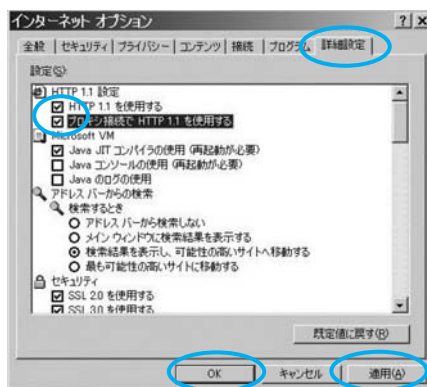 インターネット オプション
全般 セキュリティ プライバシー コンテンツ 接続 プログラム 詳細設定
設定(S):
HTTP 1.1 設定
HTTP 1.1 を使用する
プロキシ接続で HTTP 1.1 を使用する
Microsoft VM
Java JIT コンパイラの使用 (再起動が必要)
Java コンソールの使用 (再起動が必要)
Java のログの使用
アドレス バーからの検索
検索するとき
アドレス バーから検索しない
メイン ウィンドウに検索結果を表示する
検索結果を表示し、可能性の高いサイトへ移動する
最も可能性の高いサイトに移動する
セキュリティ
SSL 2.0 を使用する
SSL 3.0 を使用する
既定値に戻す(R)
OK キャンセル 適用(A)